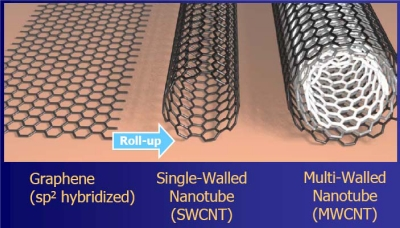 Roll-up
Graphene
(sp² hybridized)
Single-Walled
Nanotube
(SWCNT)
Multi-Walled
Nanotube
(MWCNT)